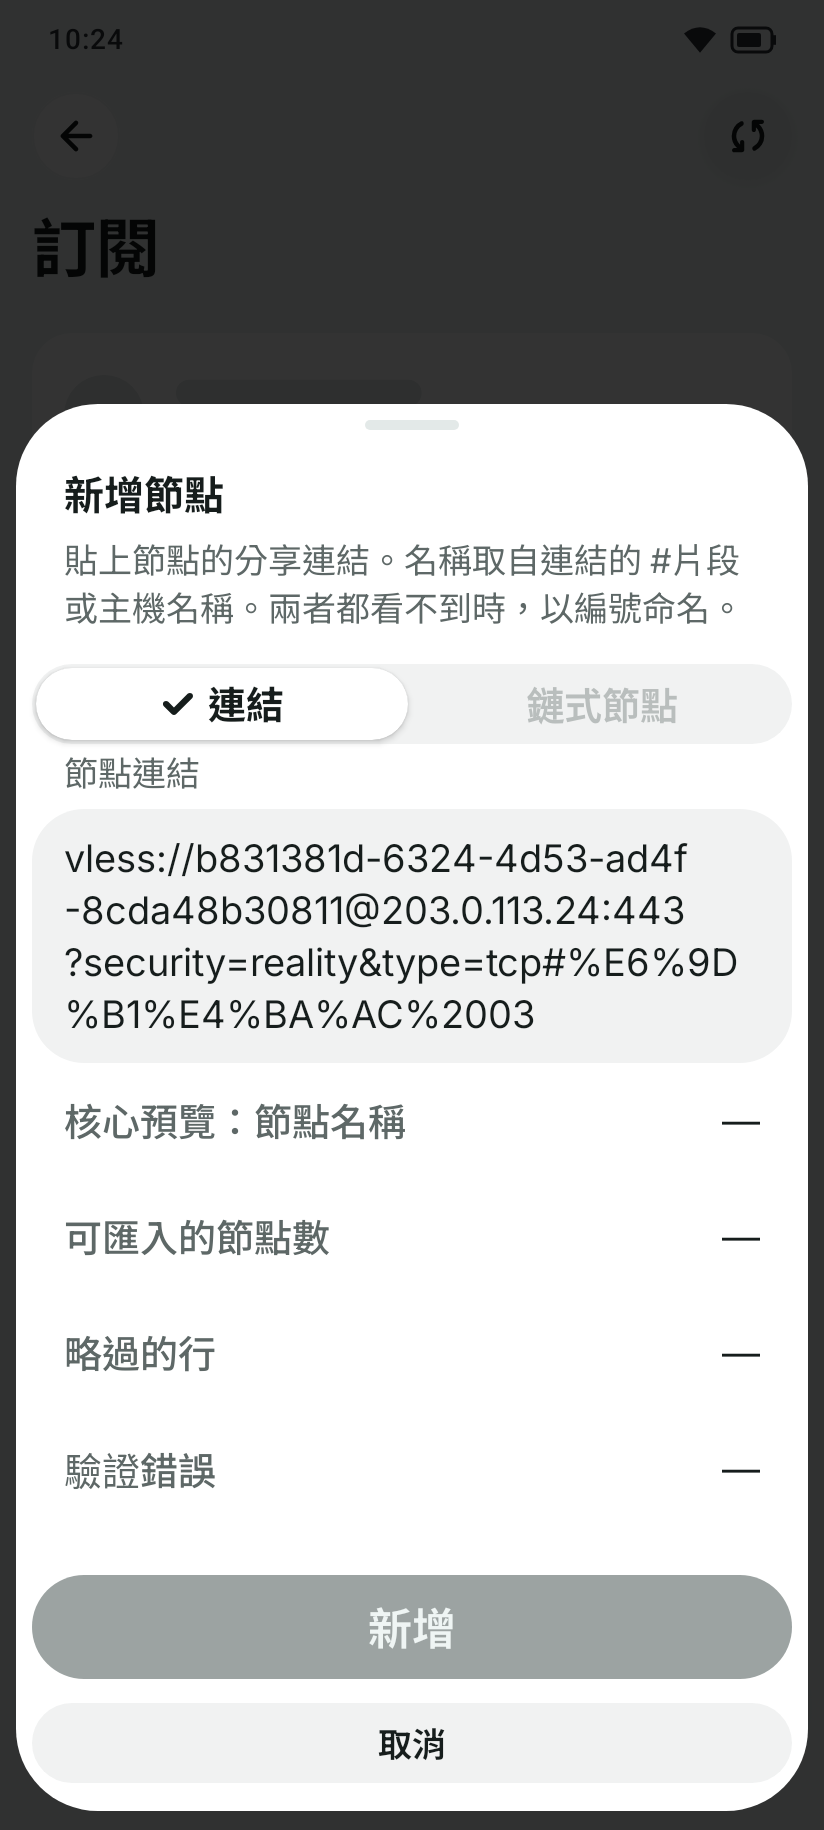 10:24
訂閱
新增節點
貼上節點的分享連結。名稱取自連結的 #片段
或主機名稱。兩者都看不到時，以編號命名。
連結
鏈式節點
節點連結
vless://b831381d-6324-4d53-ad4f
-8cda48b30811@203.0.113.24:443
?security=reality&type=tcp#%E6%9D
%B1%E4%BA%AC%2003
核心預覽：節點名稱
—
可匯入的節點數
—
略過的行
—
驗證錯誤
—
新增
取消